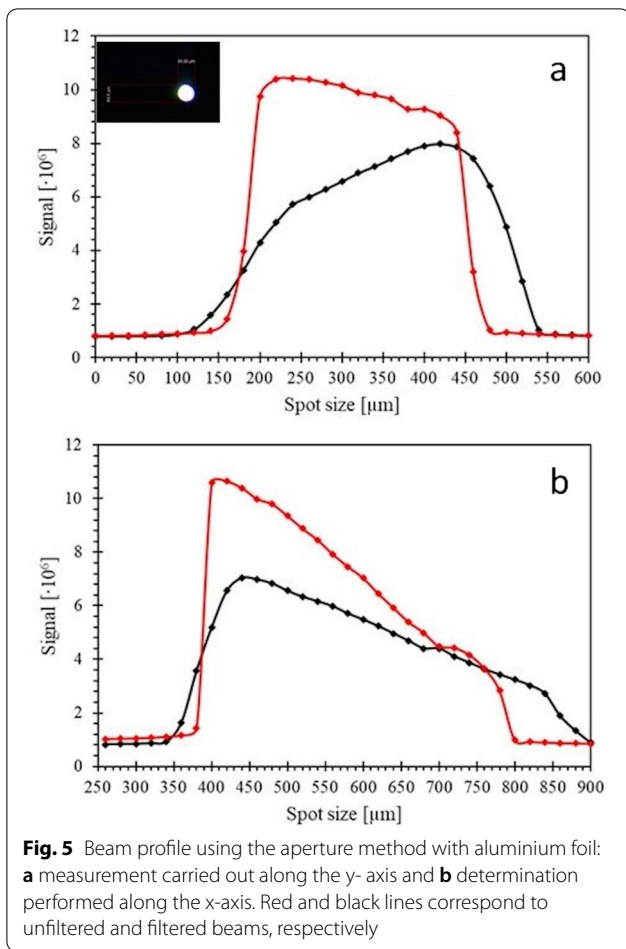 12
10
8
6
4
2
0
Signal [·10⁶]
a
0 50 100 150 200 250 300 350 400 450 500 550 600
Spot size [µm]
12
10
8
6
4
2
0
Signal [·10⁶]
b
250 300 350 400 450 500 550 600 650 700 750 800 850 900
Spot size [µm]
Fig. 5 Beam profile using the aperture method with aluminium foil:
a measurement carried out along the y- axis and b determination
performed along the x-axis. Red and black lines correspond to
unfiltered and filtered beams, respectively